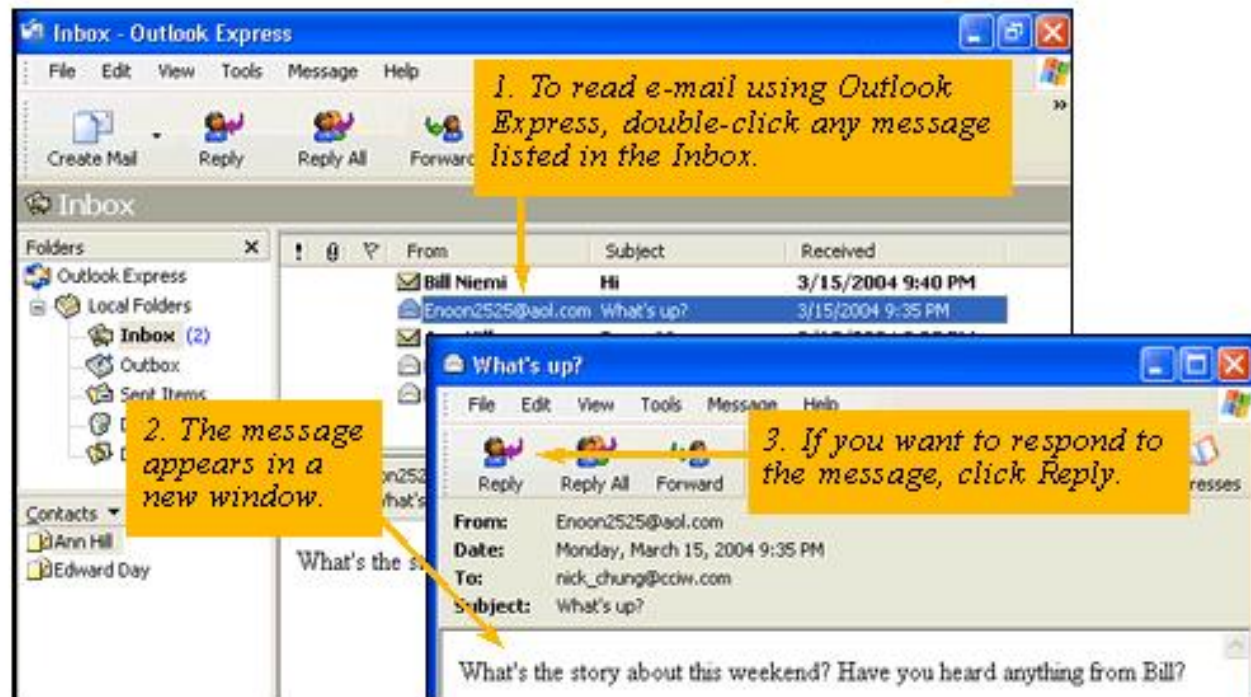 Inbox - Outlook Express
File Edit View Tools Message Help
1. To read e-mail using Outlook
Express, double-click any message
listed in the Inbox.
Create Mail Reply Reply All Forward
Inbox
Folders
! From Subject Received
Outlook Express
Local Folders
Inbox (2)
Outbox
Sent Items
Bill Niemi Hi 3/15/2004 9:40 PM
Enoon2525@aol.com What's up? 3/15/2004 9:35 PM
2. The message
appears in a
new window.
Contacts
Ann Hill
Edward Day
What's the
What's up?
File Edit View Tools Message Help
Reply Reply All Forward
3. If you want to respond to
the message, click Reply.
From: Enoon2525@aol.com
Date: Monday, March 15, 2004 9:35 PM
To: nick_chung@cciw.com
Subject: What's up?
What's the story about this weekend? Have you heard anything from Bill?